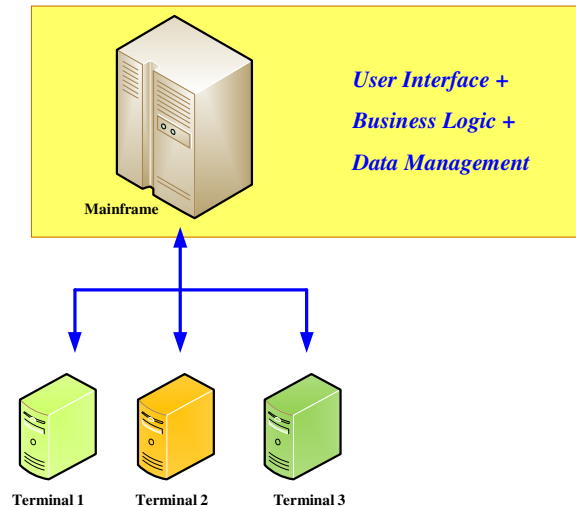 User Interface +
Business Logic +
Data Management
Mainframe
Terminal 1
Terminal 2
Terminal 3